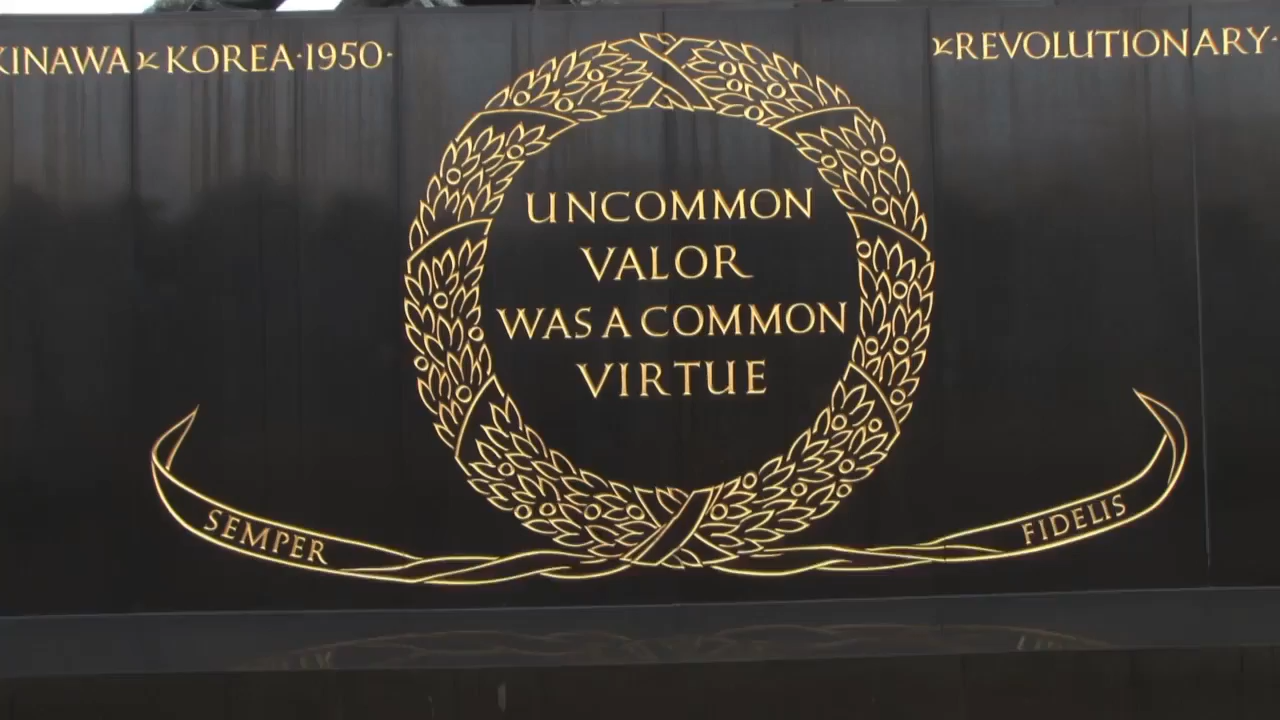 KINAWA KOREA·1950·
REVOLUTIONARY·
UNCOMMON
VALOR
WAS A COMMON
VIRTUE
SEMPER
FIDELIS